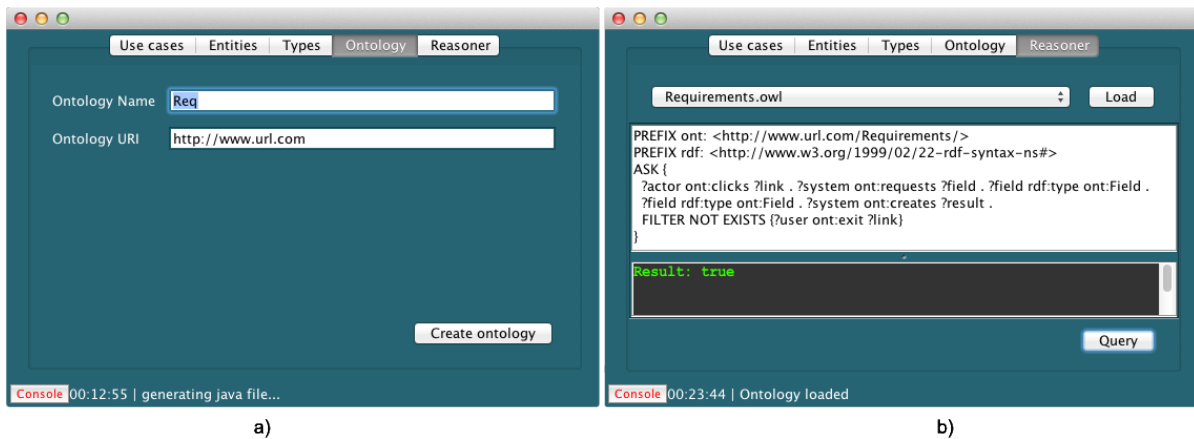 Use cases Entities Types Ontology Reasoner
Ontology Name Req
Ontology URI http://www.url.com
Create ontology
Console 00:12:55 | generating java file...
a)
Use cases Entities Types Ontology Reasoner
Requirements.owl Load
PREFIX ont: <http://www.url.com/Requirements/>
PREFIX rdf: <http://www.w3.org/1999/02/22-rdf-syntax-ns#>
ASK {
?actor ont:clicks ?link . ?system ont:requests ?field . ?field rdf:type ont:Field .
?field rdf:type ont:Field . ?system ont:creates ?result .
FILTER NOT EXISTS {?user ont:exit ?link}
}
Result: true
Query
Console 00:23:44 | Ontology loaded
b)